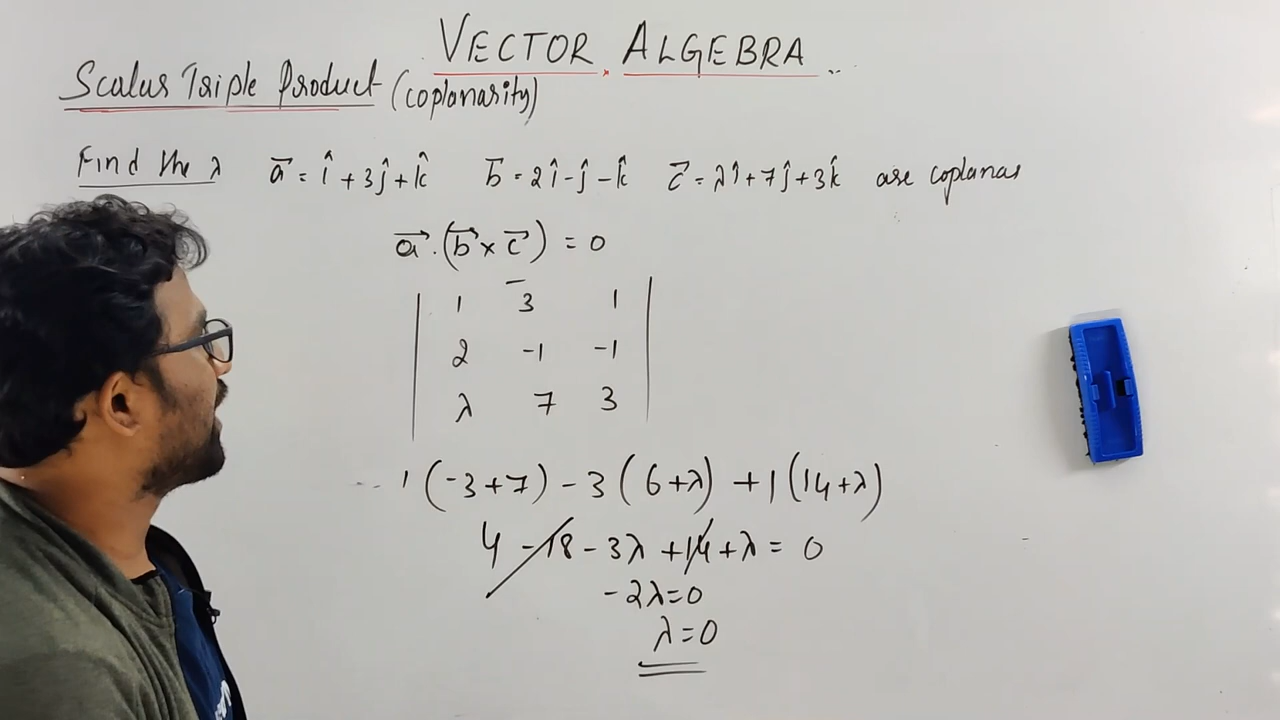 VECTOR ALGEBRA
Scalar Triple Product (coplanarity)
Find the λ a⃗ = î + 3ĵ + k̂ b̄ = 2î - ĵ - k̂ c⃗ = λî + 7ĵ + 3k̂ are coplanar
a⃗ . (b⃗ × c⃗) = 0
1 3 1
2 -1 -1
λ 7 3
1(-3+7) - 3(6+λ) + 1(14+λ)
4 - 18 - 3λ + 14 + λ = 0
-2λ = 0
λ = 0